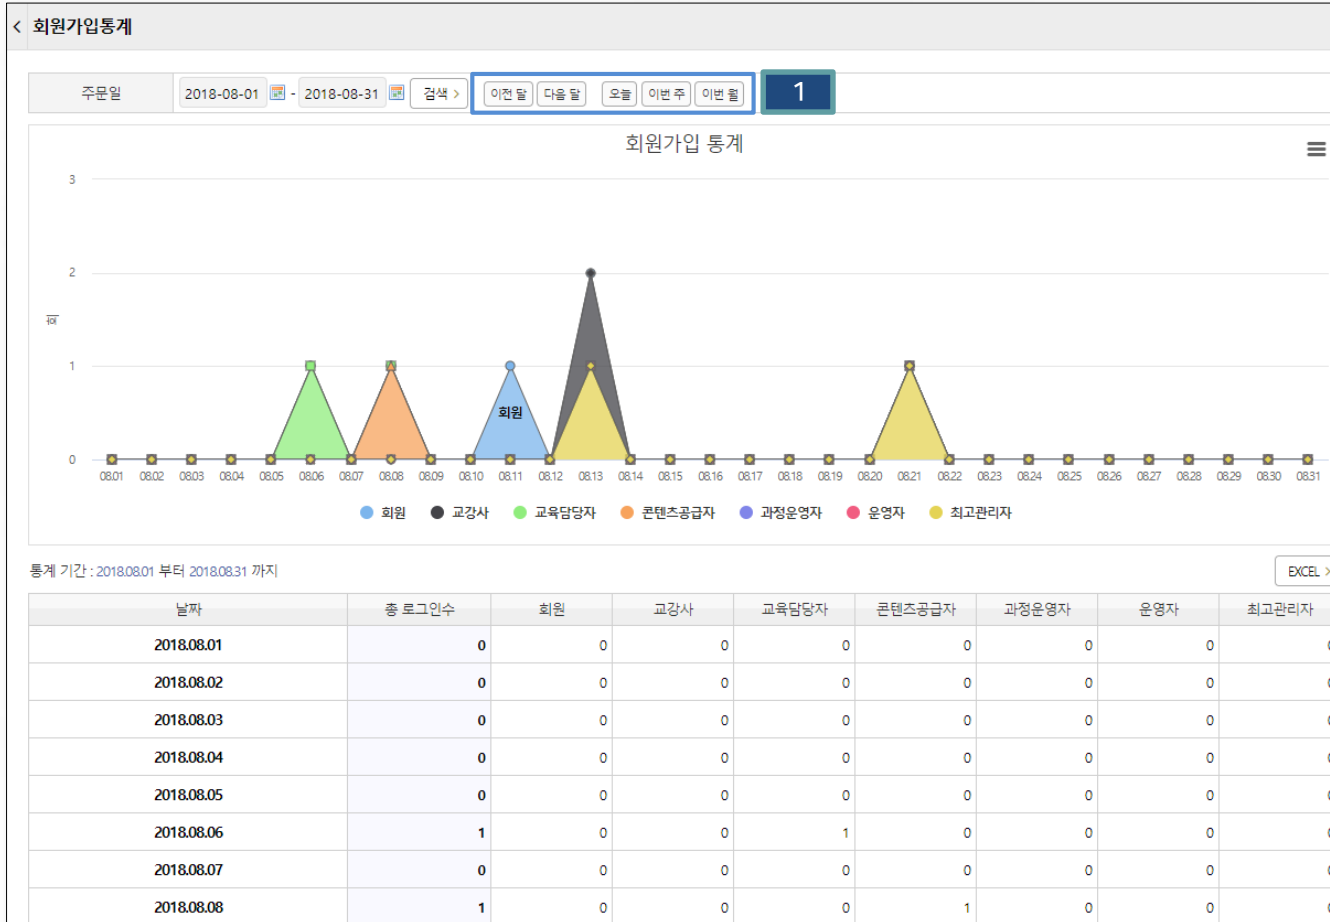 회원가입통계
주문일 2018-08-01 - 2018-08-31 검색 이전 달 다음 달 오늘 이번 주 이번 월 1
회원가입 통계
3
2
회
1
회원
0
08.01 08.02 08.03 08.04 08.05 08.06 08.07 08.08 08.09 08.10 08.11 08.12 08.13 08.14 08.15 08.16 08.17 08.18 08.19 08.20 08.21 08.22 08.23 08.24 08.25 08.26 08.27 08.28 08.29 08.30 08.31
회원 교강사 교육담당자 콘텐츠공급자 과정운영자 운영자 최고관리자
통계 기간 : 2018.08.01 부터 2018.08.31 까지 EXCEL
날짜 총 로그인수 회원 교강사 교육담당자 콘텐츠공급자 과정운영자 운영자 최고관리자
2018.08.01 0 0 0 0 0 0 0
2018.08.02 0 0 0 0 0 0 0
2018.08.03 0 0 0 0 0 0 0
2018.08.04 0 0 0 0 0 0 0
2018.08.05 0 0 0 0 0 0 0
2018.08.06 1 0 0 1 0 0 0
2018.08.07 0 0 0 0 0 0 0
2018.08.08 1 0 0 0 1 0 0